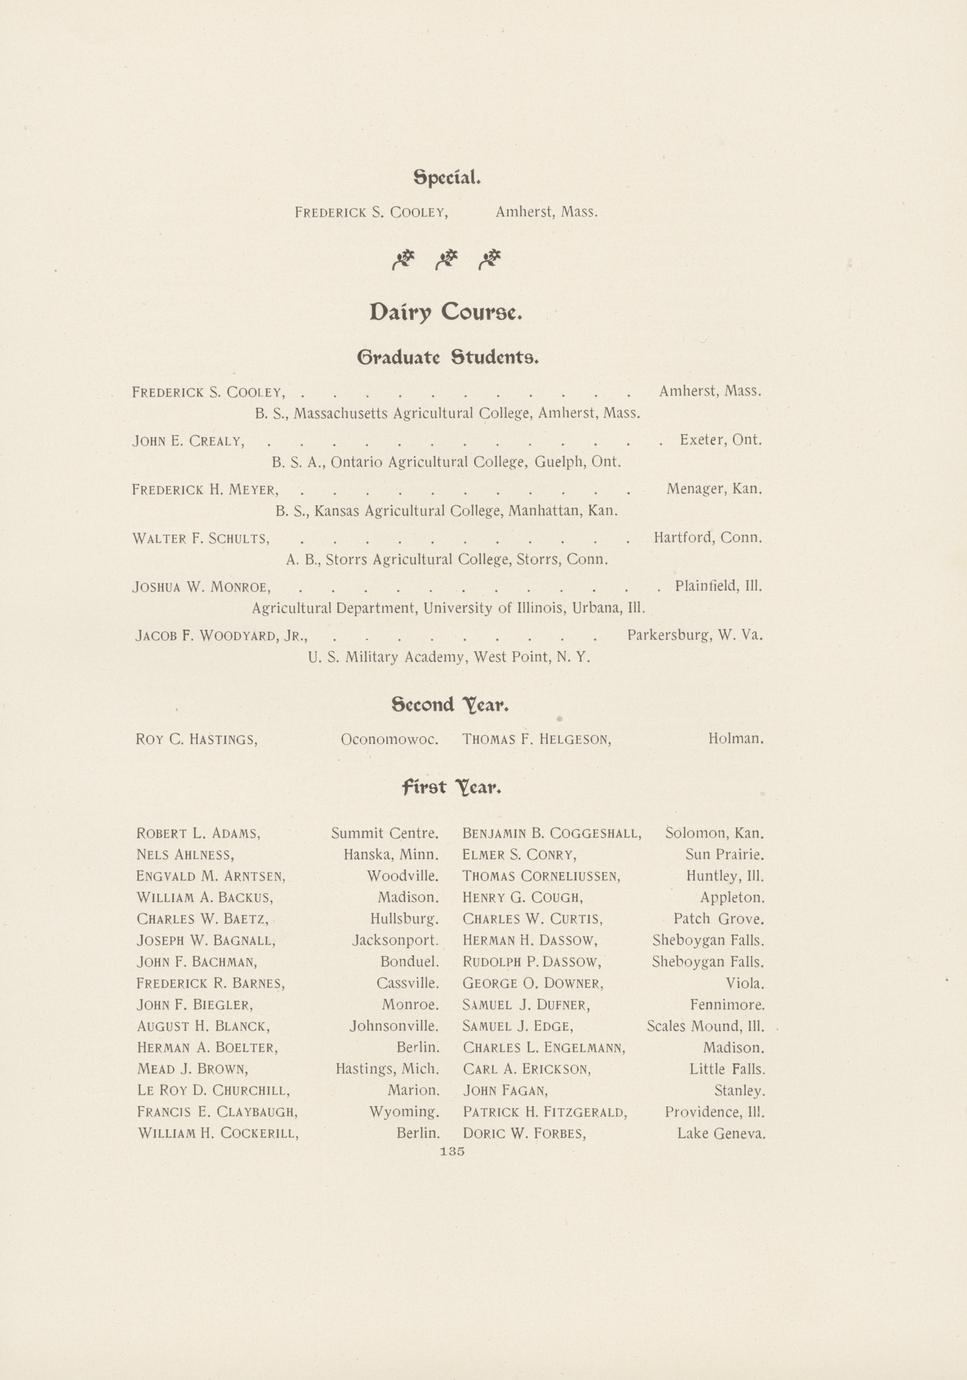 Special.
FREDERICK S. COOLEY, Amherst, Mass.
Dairy Course.
Graduate Students.
FREDERICK S. COOLEY, . . . . . . . . . . . Amherst, Mass.
B. S., Massachusetts Agricultural College, Amherst, Mass.
JOHN E. CREALY, . . . . . . . . . . . . . Exeter, Ont.
B. S. A., Ontario Agricultural College, Guelph, Ont.
FREDERICK H. MEYER, . . . . . . . . . . . Menager, Kan.
B. S., Kansas Agricultural College, Manhattan, Kan.
WALTER F. SCHULTS, . . . . . . . . . . . Hartford, Conn.
A. B., Storrs Agricultural College, Storrs, Conn.
JOSHUA W. MONROE, . . . . . . . . . . . . Plainfield, Ill.
Agricultural Department, University of Illinois, Urbana, Ill.
JACOB F. WOODYARD, JR., . . . . . . . . . Parkersburg, W. Va.
U. S. Military Academy, West Point, N. Y.
Second Year.
ROY C. HASTINGS, Oconomowoc. THOMAS F. HELGESON, Holman.
First Year.
ROBERT L. ADAMS, Summit Centre. BENJAMIN B. COGGESHALL, Solomon, Kan.
NELS AHLNESS, Hanska, Minn. ELMER S. CONRY, Sun Prairie.
ENGVALD M. ARNTSEN, Woodville. THOMAS CORNELIUSSEN, Huntley, Ill.
WILLIAM A. BACKUS, Madison. HENRY G. COUGH, Appleton.
CHARLES W. BAETZ, Hullsburg. CHARLES W. CURTIS, Patch Grove.
JOSEPH W. BAGNALL, Jacksonport. HERMAN H. DASSOW, Sheboygan Falls.
JOHN F. BACHMAN, Bonduel. RUDOLPH P. DASSOW, Sheboygan Falls.
FREDERICK R. BARNES, Cassville. GEORGE O. DOWNER, Viola.
JOHN F. BIEGLER, Monroe. SAMUEL J. DUFNER, Fennimore.
AUGUST H. BLANCK, Johnsonville. SAMUEL J. EDGE, Scales Mound, Ill.
HERMAN A. BOELTER, Berlin. CHARLES L. ENGELMANN, Madison.
MEAD J. BROWN, Hastings, Mich. CARL A. ERICKSON, Little Falls.
LE ROY D. CHURCHILL, Marion. JOHN FAGAN, Stanley.
FRANCIS E. CLAYBAUGH, Wyoming. PATRICK H. FITZGERALD, Providence, Ill.
WILLIAM H. COCKERILL, Berlin. DORIC W. FORBES, Lake Geneva.
135